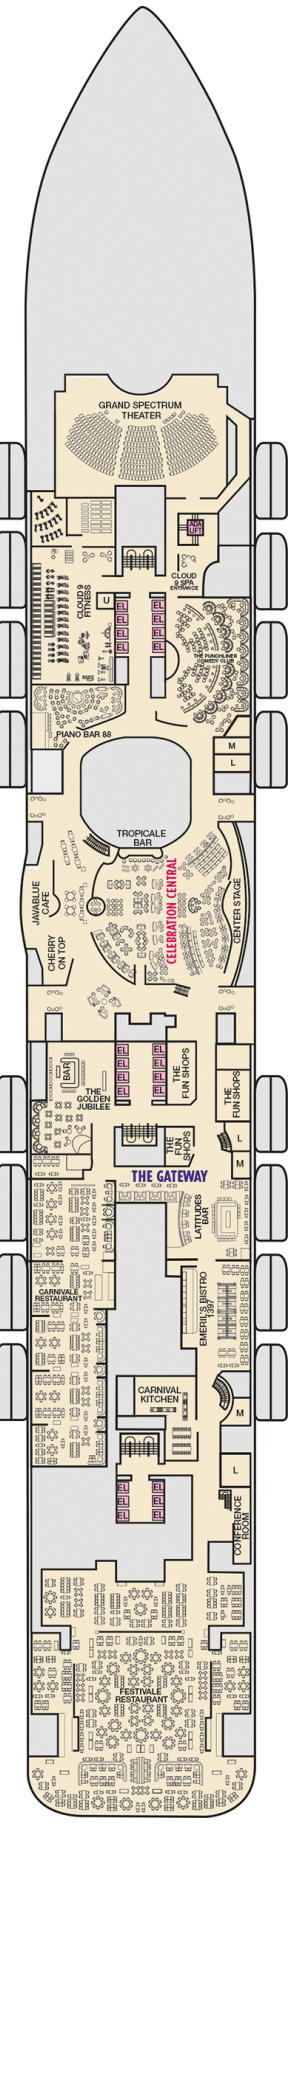 GRAND SPECTRUM
THEATER
ADA
LIFT
CLOUD
9 SPA
ENTRANCE
CLOUD 9
FITNESS
U
EL
EL
EL
EL
EL
EL
EL
EL
THE PUNCHLINER
COMEDY CLUB
PIANO BAR 88
M
L
TROPICALE
BAR
CELEBRATION CENTRAL
CENTER STAGE
JAVABLUE
CAFE
CHERRY
ON TOP
BAR
THE
GOLDEN
JUBILEE
EL
EL
EL
EL
EL
EL
EL
EL
THE
FUN SHOPS
THE
FUN SHOPS
THE
FUN
SHOPS
L
M
THE GATEWAY
LATITUDES
BAR
CARNIVALE
RESTAURANT
EMERIL'S BISTRO
1397
CARNIVAL
KITCHEN
M
L
EL
EL
EL
EL
EL
EL
CONFERENCE
ROOM
FESTIVALE
RESTAURANT